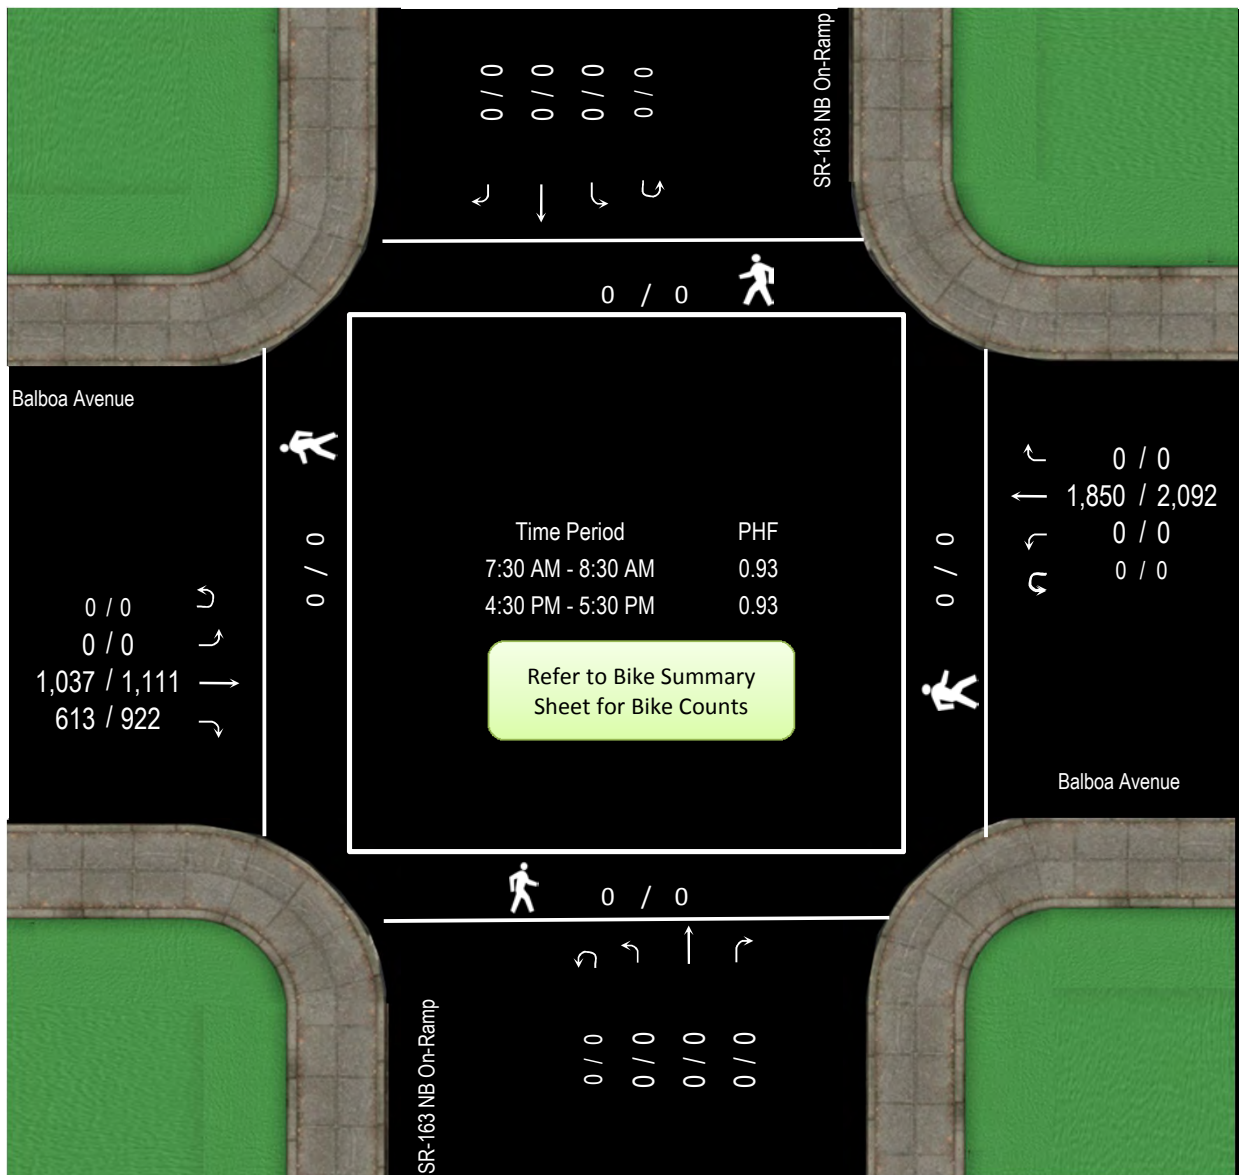 0 / 0
0 / 0
0 / 0
0 / 0
SR-163 NB On-Ramp
0 / 0
Balboa Avenue
0 / 0
1,850 / 2,092
0 / 0
0 / 0
0 / 0
0 / 0
Time Period PHF
7:30 AM - 8:30 AM 0.93
4:30 PM - 5:30 PM 0.93
0 / 0
0 / 0
1,037 / 1,111
613 / 922
Refer to Bike Summary
Sheet for Bike Counts
Balboa Avenue
0 / 0
SR-163 NB On-Ramp
0 / 0
0 / 0
0 / 0
0 / 0